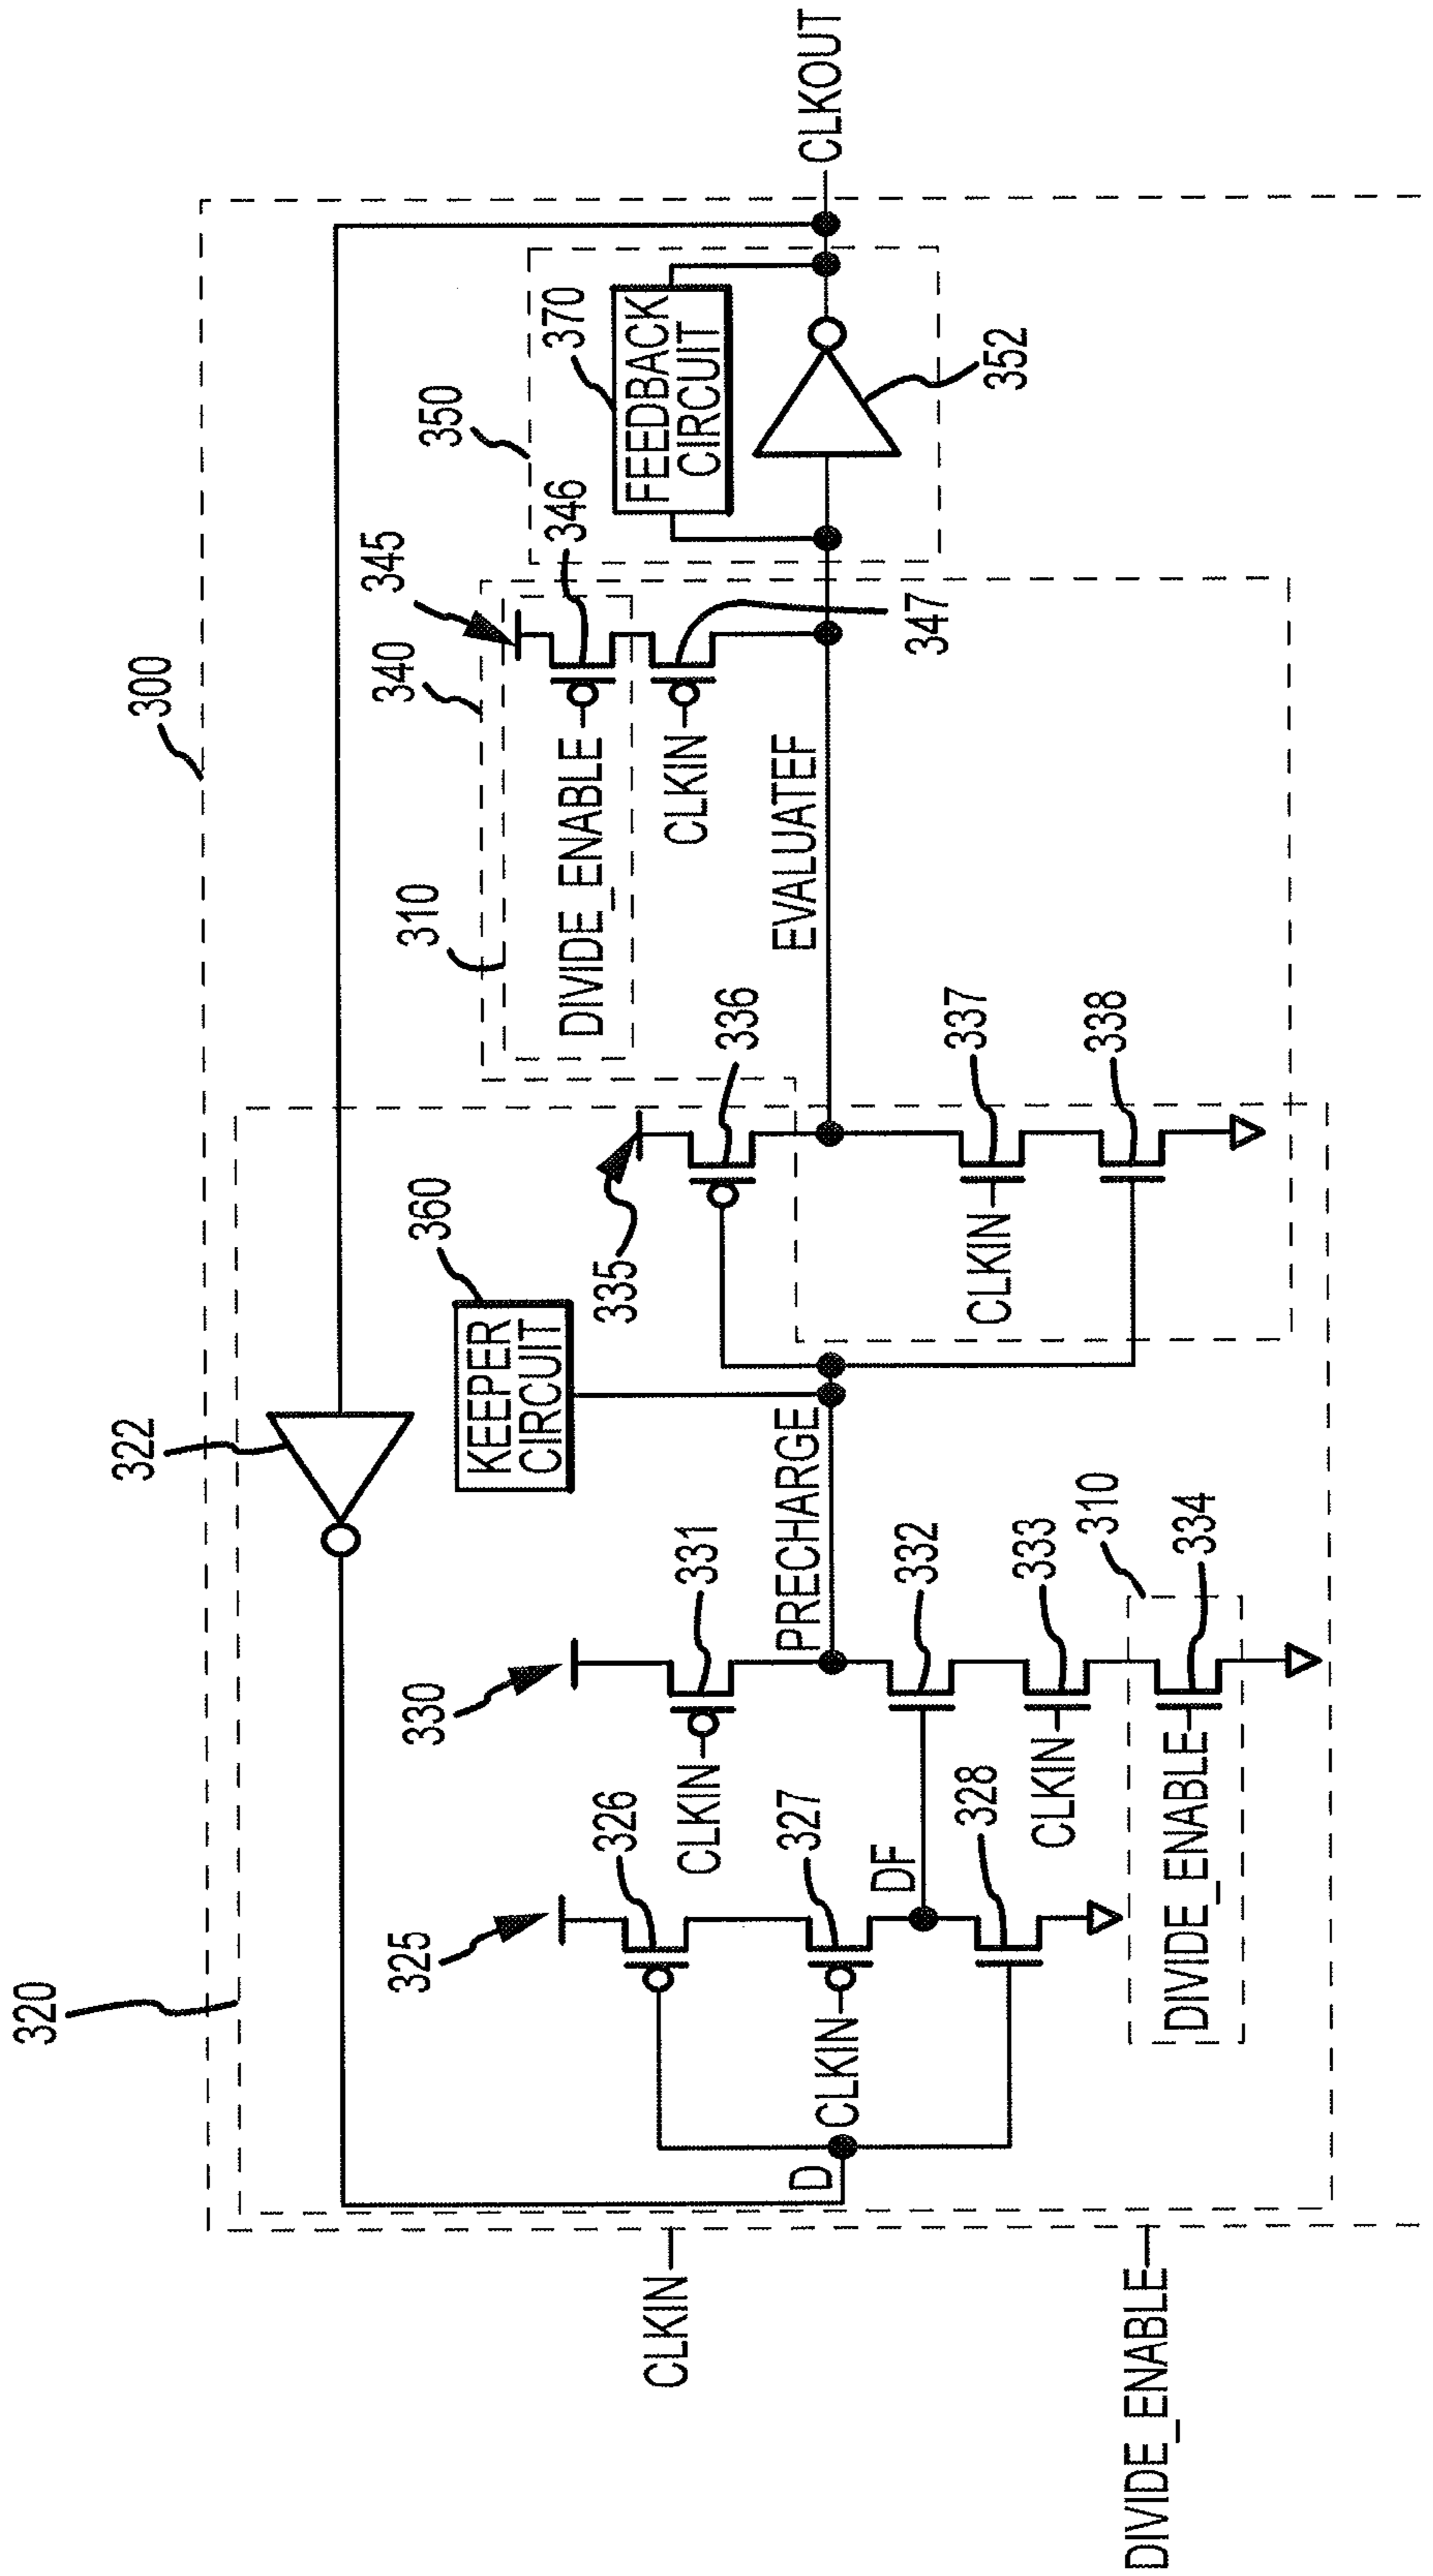 300
320
322
325
326
CLKIN
327
D
DF
328
330
CLKIN
331
PRECHARGE
332
CLKIN
333
310
DIVIDE_ENABLE
334
KEEPER
CIRCUIT
360
335
336
CLKIN
337
338
EVALUATEF
310
340
345
DIVIDE_ENABLE
346
CLKIN
347
350
FEEDBACK
CIRCUIT
370
352
CLKOUT
CLKIN
DIVIDE_ENABLE